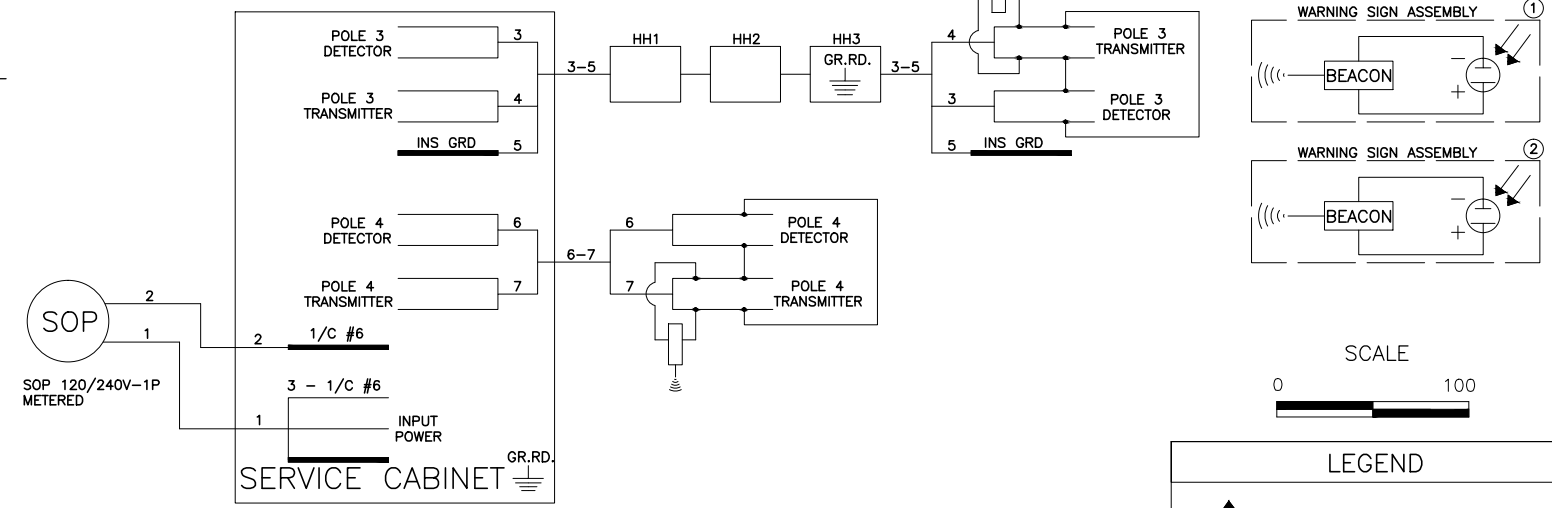 POLE 3
DETECTOR
3
POLE 3
TRANSMITTER
4
INS GRD
5
3-5
HH1
HH2
HH3
GR.RD.
3-5
4
POLE 3
TRANSMITTER
3
POLE 3
DETECTOR
5
INS GRD
POLE 4
DETECTOR
6
POLE 4
TRANSMITTER
7
6-7
6
POLE 4
DETECTOR
7
POLE 4
TRANSMITTER
SOP
2
1
SOP 120/240V-1P
METERED
2
1/C #6
3 - 1/C #6
1
INPUT
POWER
GR.RD.
SERVICE CABINET
WARNING SIGN ASSEMBLY
1
BEACON
-
+
WARNING SIGN ASSEMBLY
2
BEACON
-
+
SCALE
0 100
LEGEND